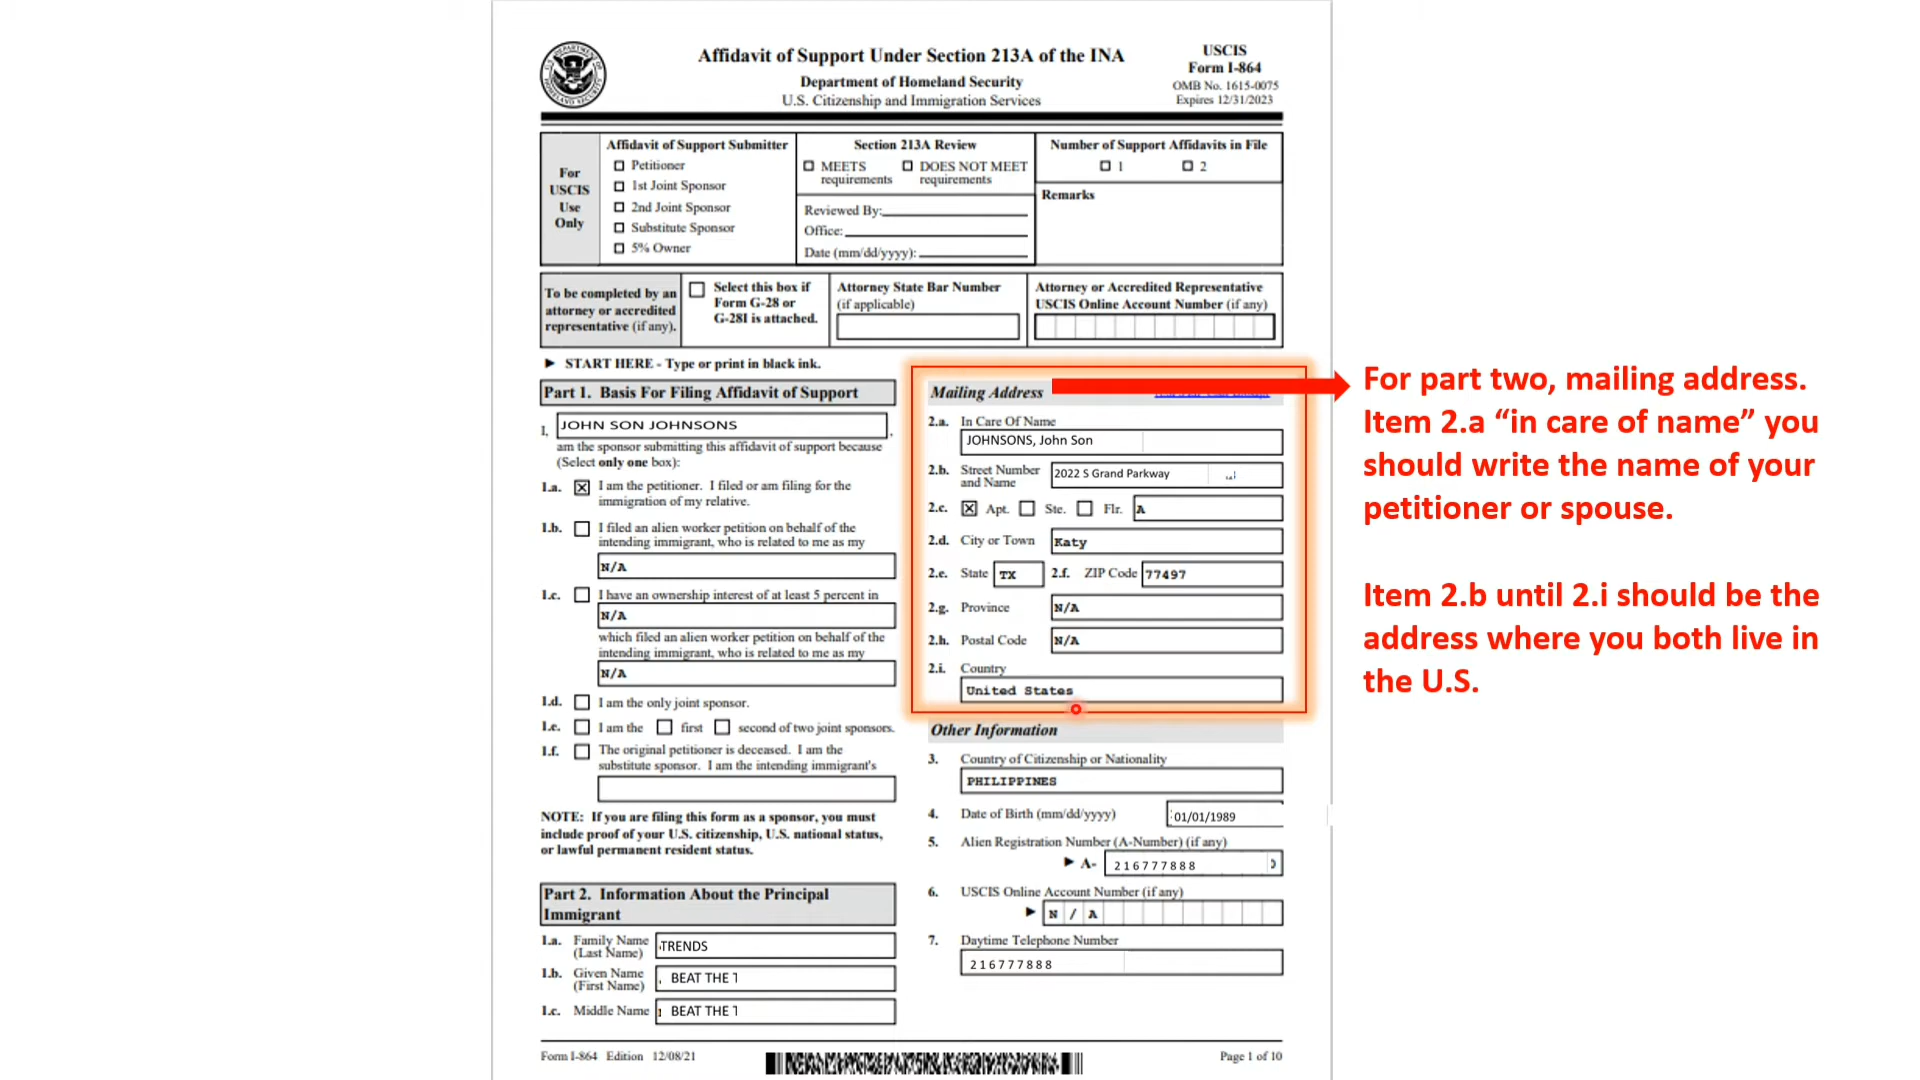 Affidavit of Support Under Section 213A of the INA
Department of Homeland Security
U.S. Citizenship and Immigration Services
USCIS
Form I-864
OMB No. 1615-0075
Expires 12/31/2023
For
USCIS
Use
Only
Affidavit of Support Submitter
Petitioner
1st Joint Sponsor
2nd Joint Sponsor
Substitute Sponsor
5% Owner
Section 213A Review
MEETS requirements
DOES NOT MEET requirements
Reviewed By:
Office:
Date (mm/dd/yyyy):
Number of Support Affidavits in File
1 2
Remarks
To be completed by an
attorney or accredited
representative (if any).
Select this box if
Form G-28 or
G-28I is attached.
Attorney State Bar Number
(if applicable)
Attorney or Accredited Representative
USCIS Online Account Number (if any)
START HERE - Type or print in black ink.
Part 1. Basis For Filing Affidavit of Support
I, JOHN SON JOHNSONS ,
am the sponsor submitting this affidavit of support because
(Select only one box):
1.a. X I am the petitioner. I filed or am filing for the
immigration of my relative.
1.b. I filed an alien worker petition on behalf of the
intending immigrant, who is related to me as my
N/A
1.c. I have an ownership interest of at least 5 percent in
N/A
which filed an alien worker petition on behalf of the
intending immigrant, who is related to me as my
N/A
1.d. I am the only joint sponsor.
1.e. I am the first second of two joint sponsors.
1.f. The original petitioner is deceased. I am the
substitute sponsor. I am the intending immigrant's
NOTE: If you are filing this form as a sponsor, you must
include proof of your U.S. citizenship, U.S. national status,
or lawful permanent resident status.
Part 2. Information About the Principal
Immigrant
1.a. Family Name
(Last Name)
TRENDS
1.b. Given Name
(First Name)
BEAT THE T
1.c. Middle Name
BEAT THE T
Mailing Address
2.a. In Care Of Name
JOHNSONS, John Son
2.b. Street Number
and Name
2022 S Grand Parkway
2.c. X Apt. Ste. Flr. A
2.d. City or Town Katy
2.e. State TX 2.f. ZIP Code 77497
2.g. Province N/A
2.h. Postal Code N/A
2.i. Country
United States
Other Information
3. Country of Citizenship or Nationality
PHILIPPINES
4. Date of Birth (mm/dd/yyyy) 01/01/1989
5. Alien Registration Number (A-Number) (if any)
A- 216777888
6. USCIS Online Account Number (if any)
N / A
7. Daytime Telephone Number
216777888
Form I-864 Edition 12/08/21
Page 1 of 10
For part two, mailing address.
Item 2.a “in care of name” you
should write the name of your
petitioner or spouse.
Item 2.b until 2.i should be the
address where you both live in
the U.S.